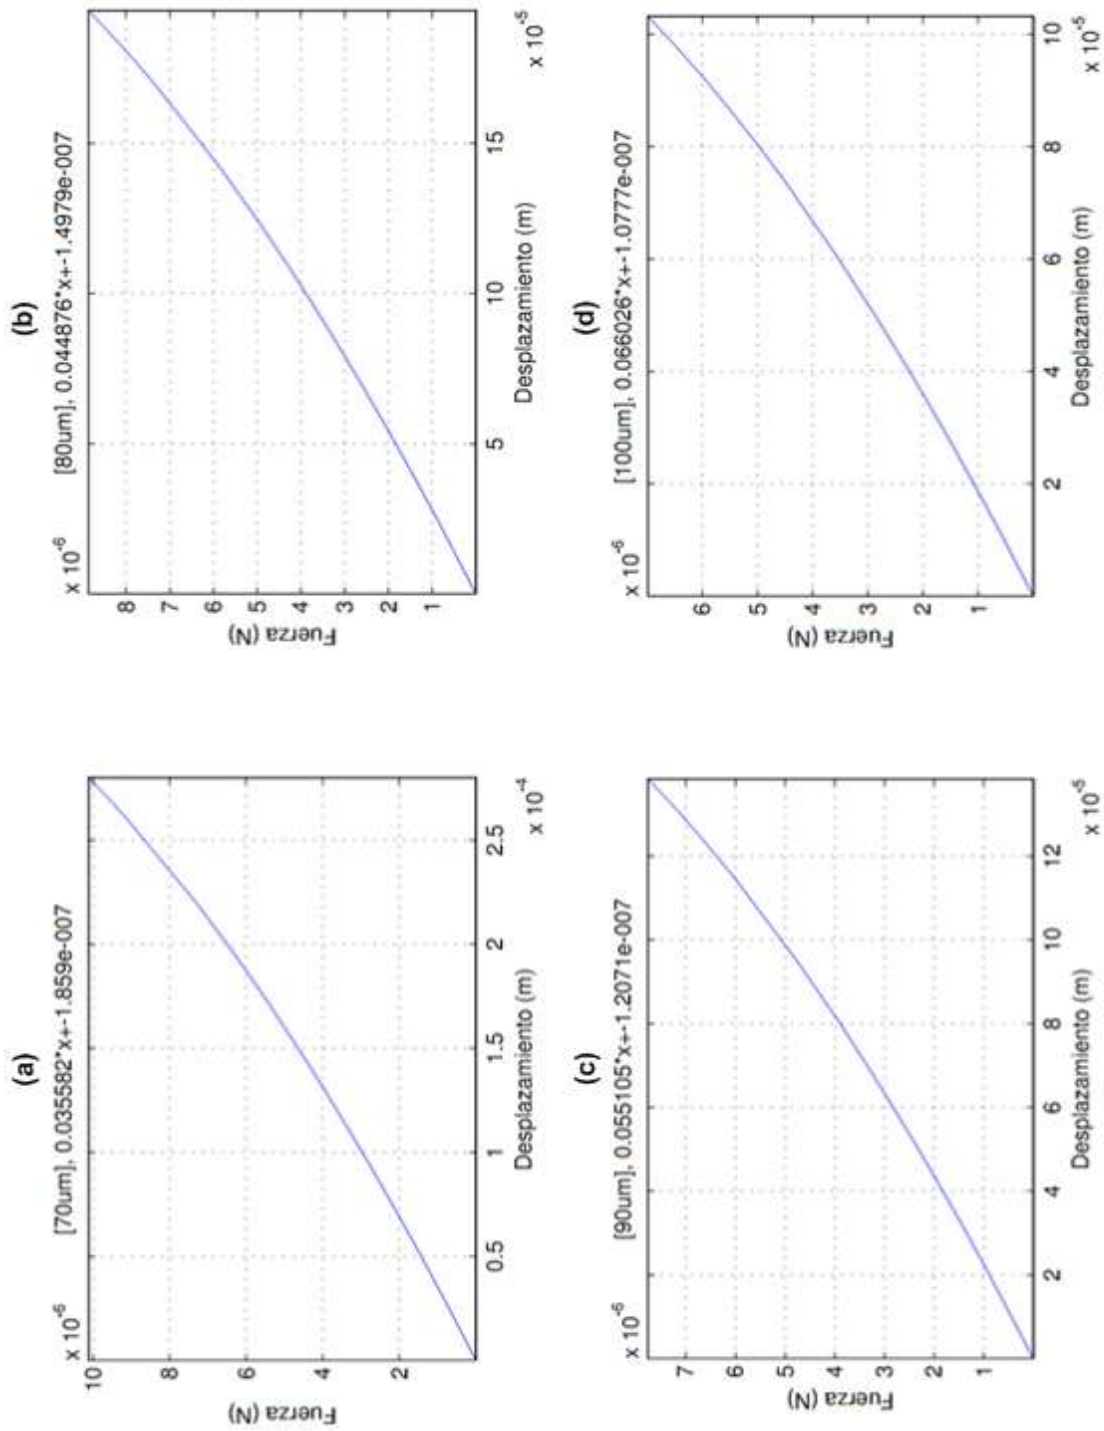 (a)
[70um], 0.035582*x+-1.859e-007
x 10^-6
10
8
6
4
2
Fuerza (N)
0.5
1
1.5
2
2.5
x 10^-4
Desplazamiento (m)
(b)
[80um], 0.044876*x+-1.4979e-007
x 10^-6
8
7
6
5
4
3
2
1
Fuerza (N)
5
10
15
x 10^-5
Desplazamiento (m)
(c)
[90um], 0.055105*x+-1.2071e-007
x 10^-6
7
6
5
4
3
2
1
Fuerza (N)
2
4
6
8
10
12
x 10^-5
Desplazamiento (m)
(d)
[100um], 0.066026*x+-1.0777e-007
x 10^-6
6
5
4
3
2
1
Fuerza (N)
2
4
6
8
10
x 10^-5
Desplazamiento (m)